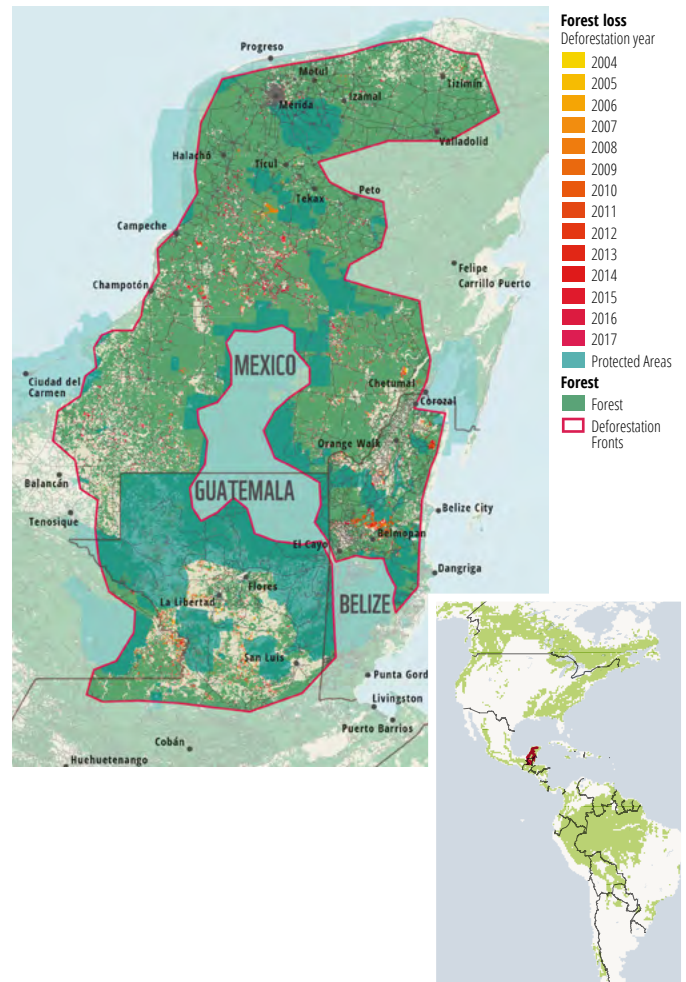 Progreso
Motul
Tizimín
Izamal
Mérida
Valladolid
Halachó
Ticul
Tekax
Peto
Campeche
Felipe
Carrillo Puerto
Champotón
MEXICO
Ciudad del
Carmen
Chetumal
Corozal
Orange Walk
Balancán
GUATEMALA
Tenosique
Belize City
Belmopan
El Cayo
Dangriga
Flores
La Libertad
BELIZE
San Luis
Punta Gord
Livingston
Puerto Barrios
Cobán
Huehuetenango
Forest loss
Deforestation year
2004
2005
2006
2007
2008
2009
2010
2011
2012
2013
2014
2015
2016
2017
Protected Areas
Forest
Forest
Deforestation
Fronts